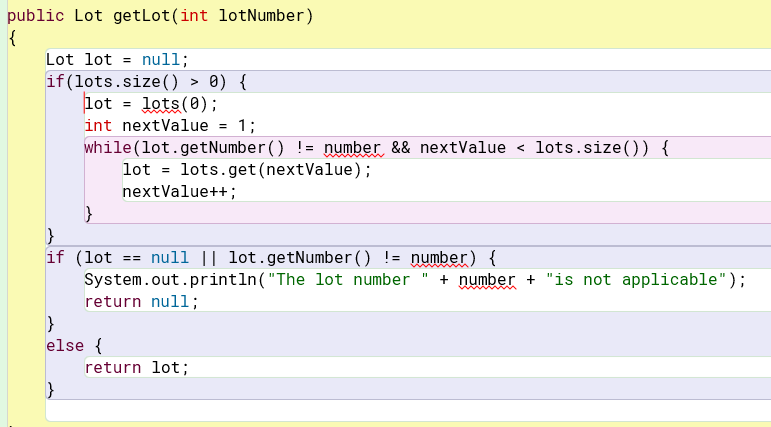 public Lot getLot(int lotNumber)
{
Lot lot = null;
if(lots.size() > 0) {
lot = lots(0);
int nextValue = 1;
while(lot.getNumber() != number && nextValue < lots.size()) {
lot = lots.get(nextValue);
nextValue++;
}
}
if (lot == null || lot.getNumber() != number) {
System.out.println("The lot number " + number + "is not applicable");
return null;
}
else {
return lot;
}